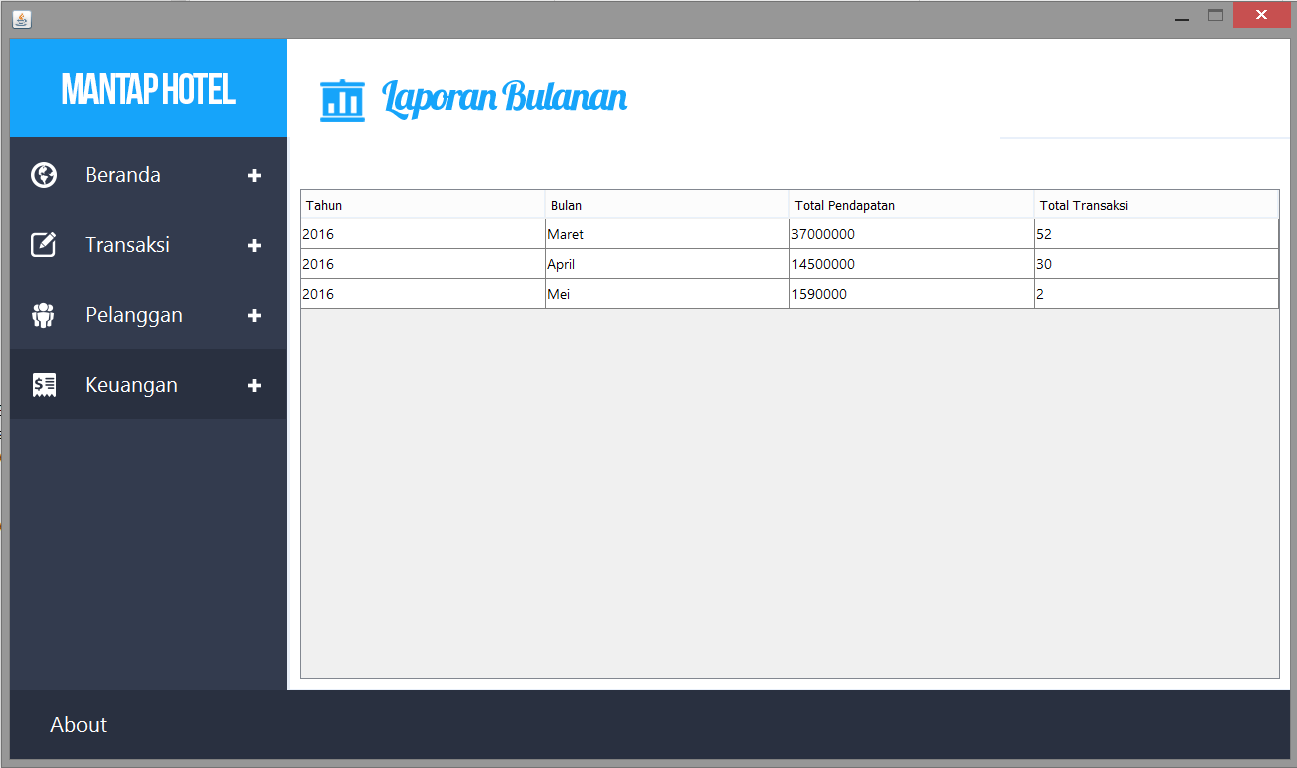 MANTAP HOTEL
Laporan Bulanan
Beranda
Transaksi
Pelanggan
Keuangan
Tahun Bulan Total Pendapatan Total Transaksi
2016 Maret 37000000 52
2016 April 14500000 30
2016 Mei 1590000 2
About